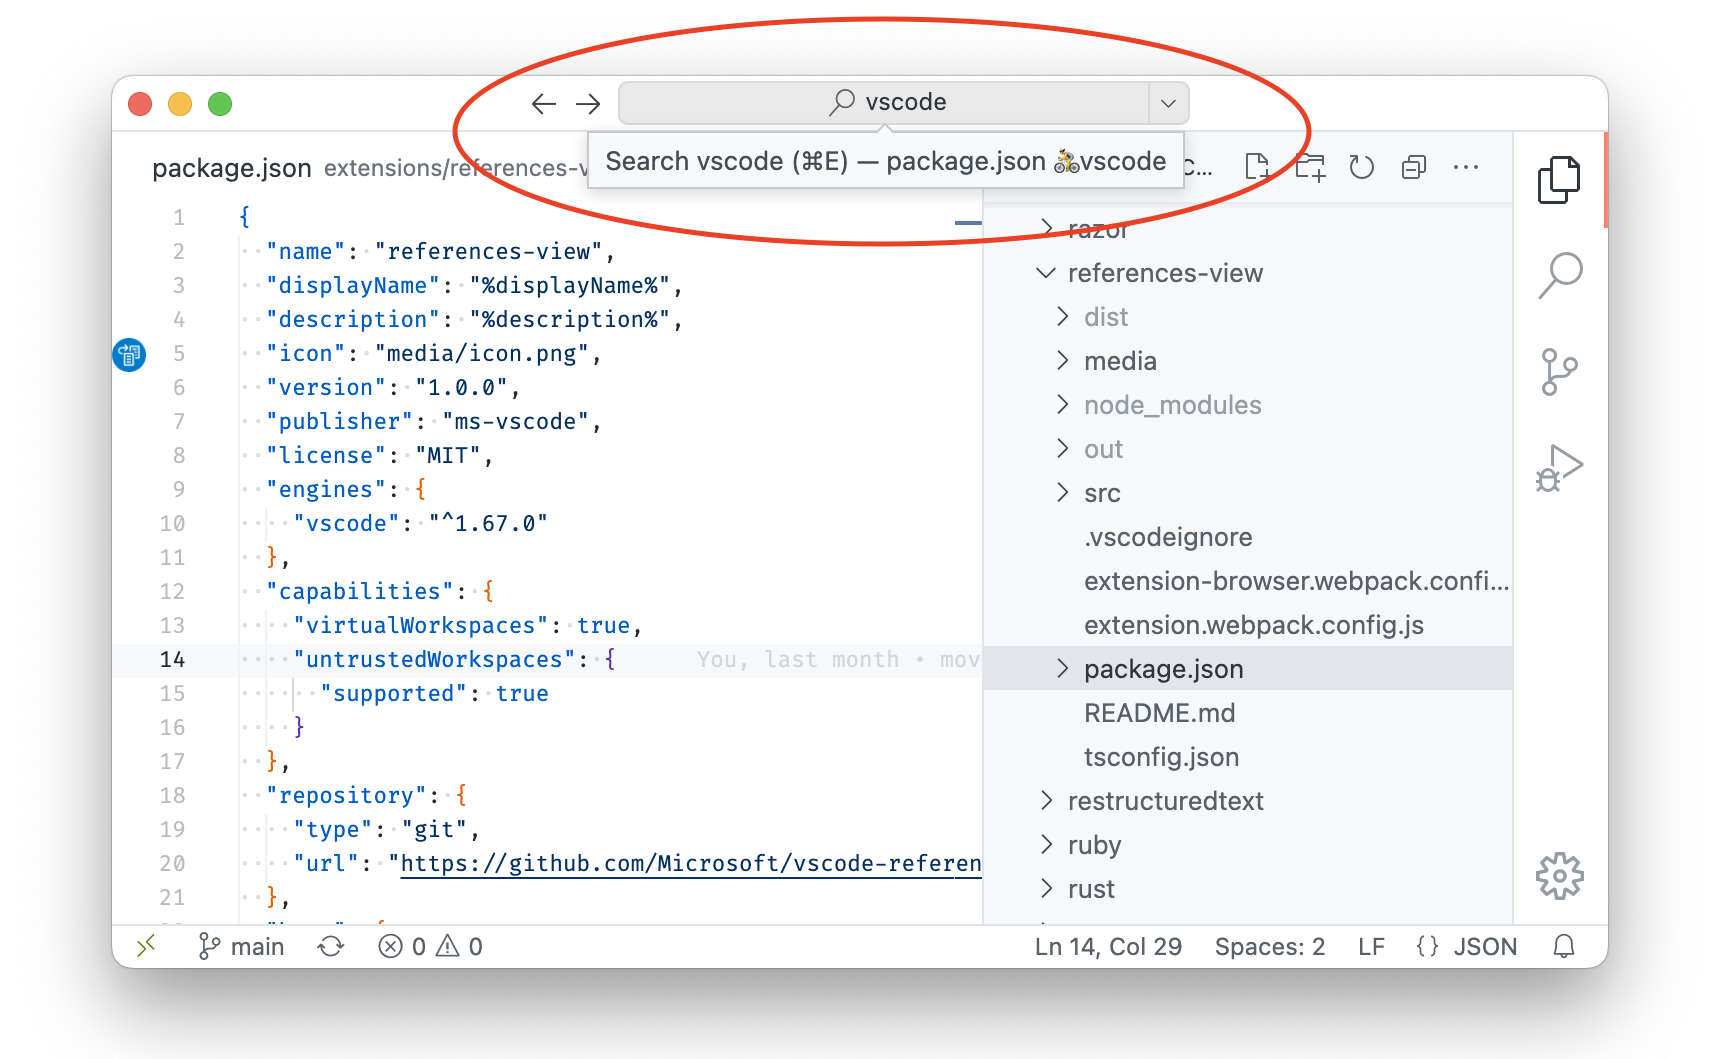 vscode
Search vscode (⌘E) — package.json 🚴vscode
package.json extensions/references-v
1 {
2 "name": "references-view",
3 "displayName": "%displayName%",
4 "description": "%description%",
5 "icon": "media/icon.png",
6 "version": "1.0.0",
7 "publisher": "ms-vscode",
8 "license": "MIT",
9 "engines": {
10 "vscode": "^1.67.0"
11 },
12 "capabilities": {
13 "virtualWorkspaces": true,
14 "untrustedWorkspaces": { You, last month • mov
15 "supported": true
16 }
17 },
18 "repository": {
19 "type": "git",
20 "url": "https://github.com/Microsoft/vscode-referen
21 },
razor
references-view
dist
media
node_modules
out
src
.vscodeignore
extension-browser.webpack.confi...
extension.webpack.config.js
package.json
README.md
tsconfig.json
restructuredtext
ruby
rust
main 0 0 Ln 14, Col 29 Spaces: 2 LF {} JSON